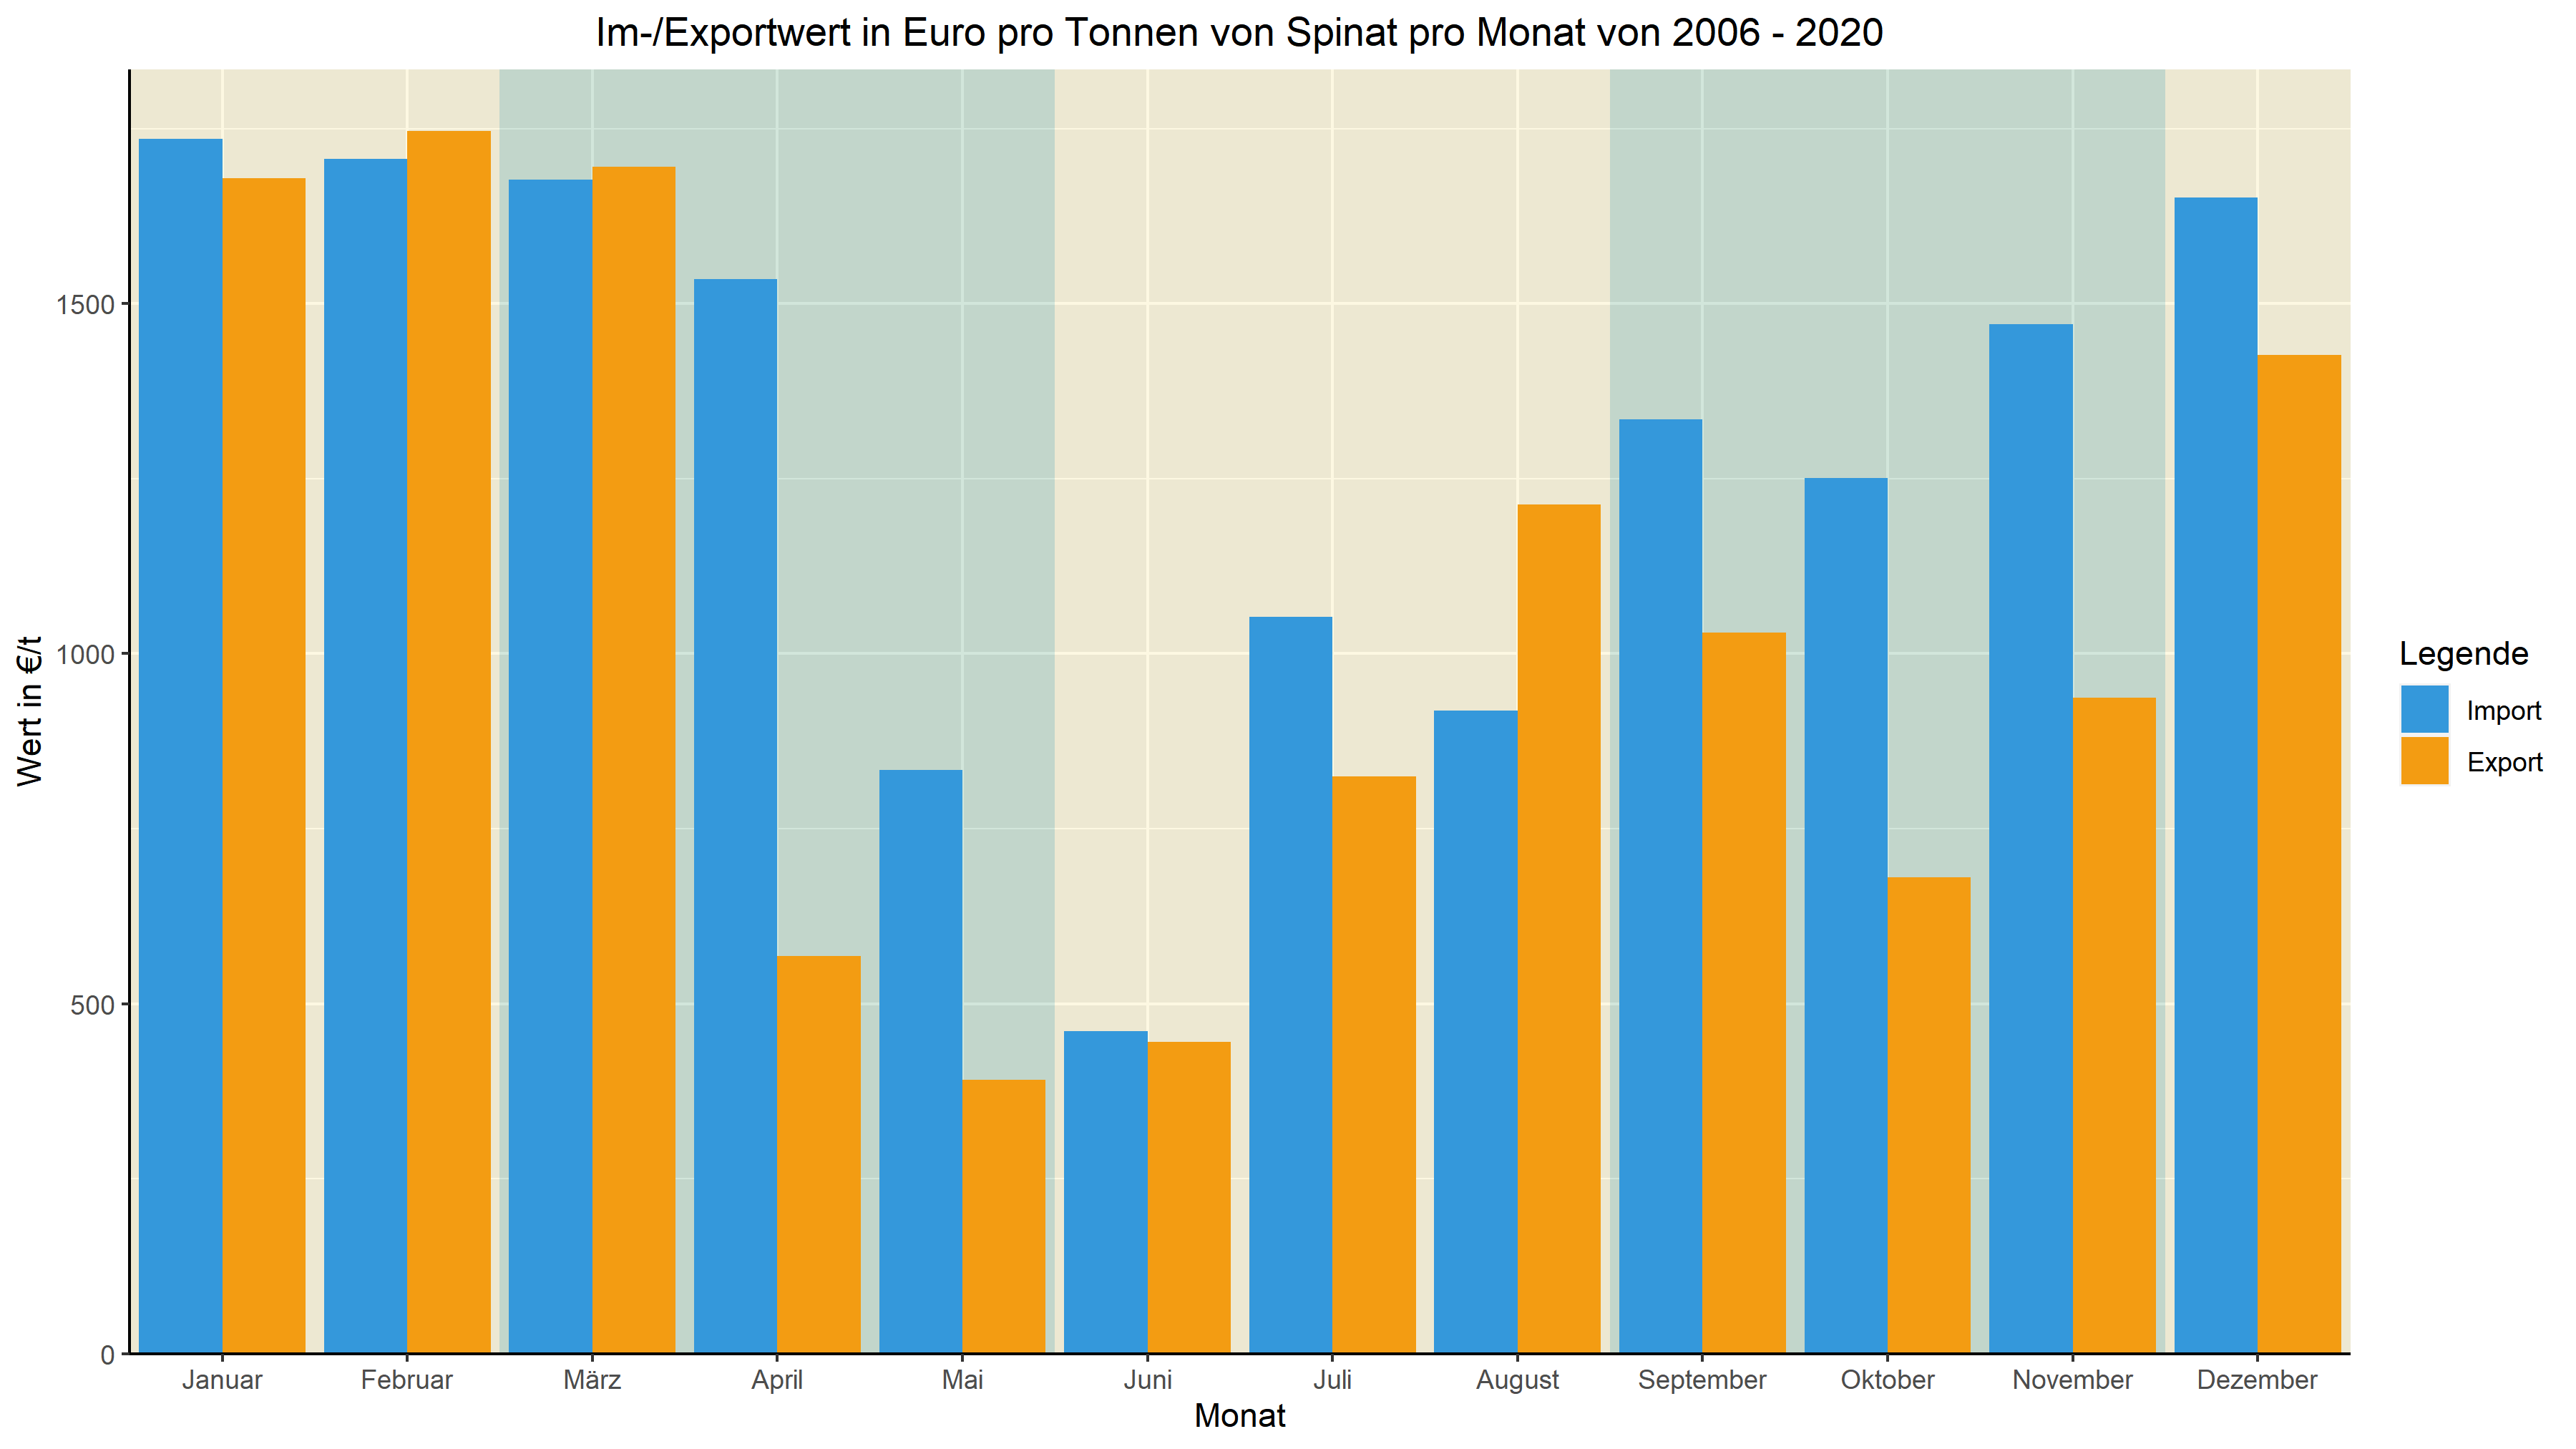 Im-/Exportwert in Euro pro Tonnen von Spinat pro Monat von 2006 - 2020
Wert in €/t
1500
1000
500
0
Januar Februar März April Mai Juni Juli August September Oktober November Dezember
Monat
Legende
Import
Export